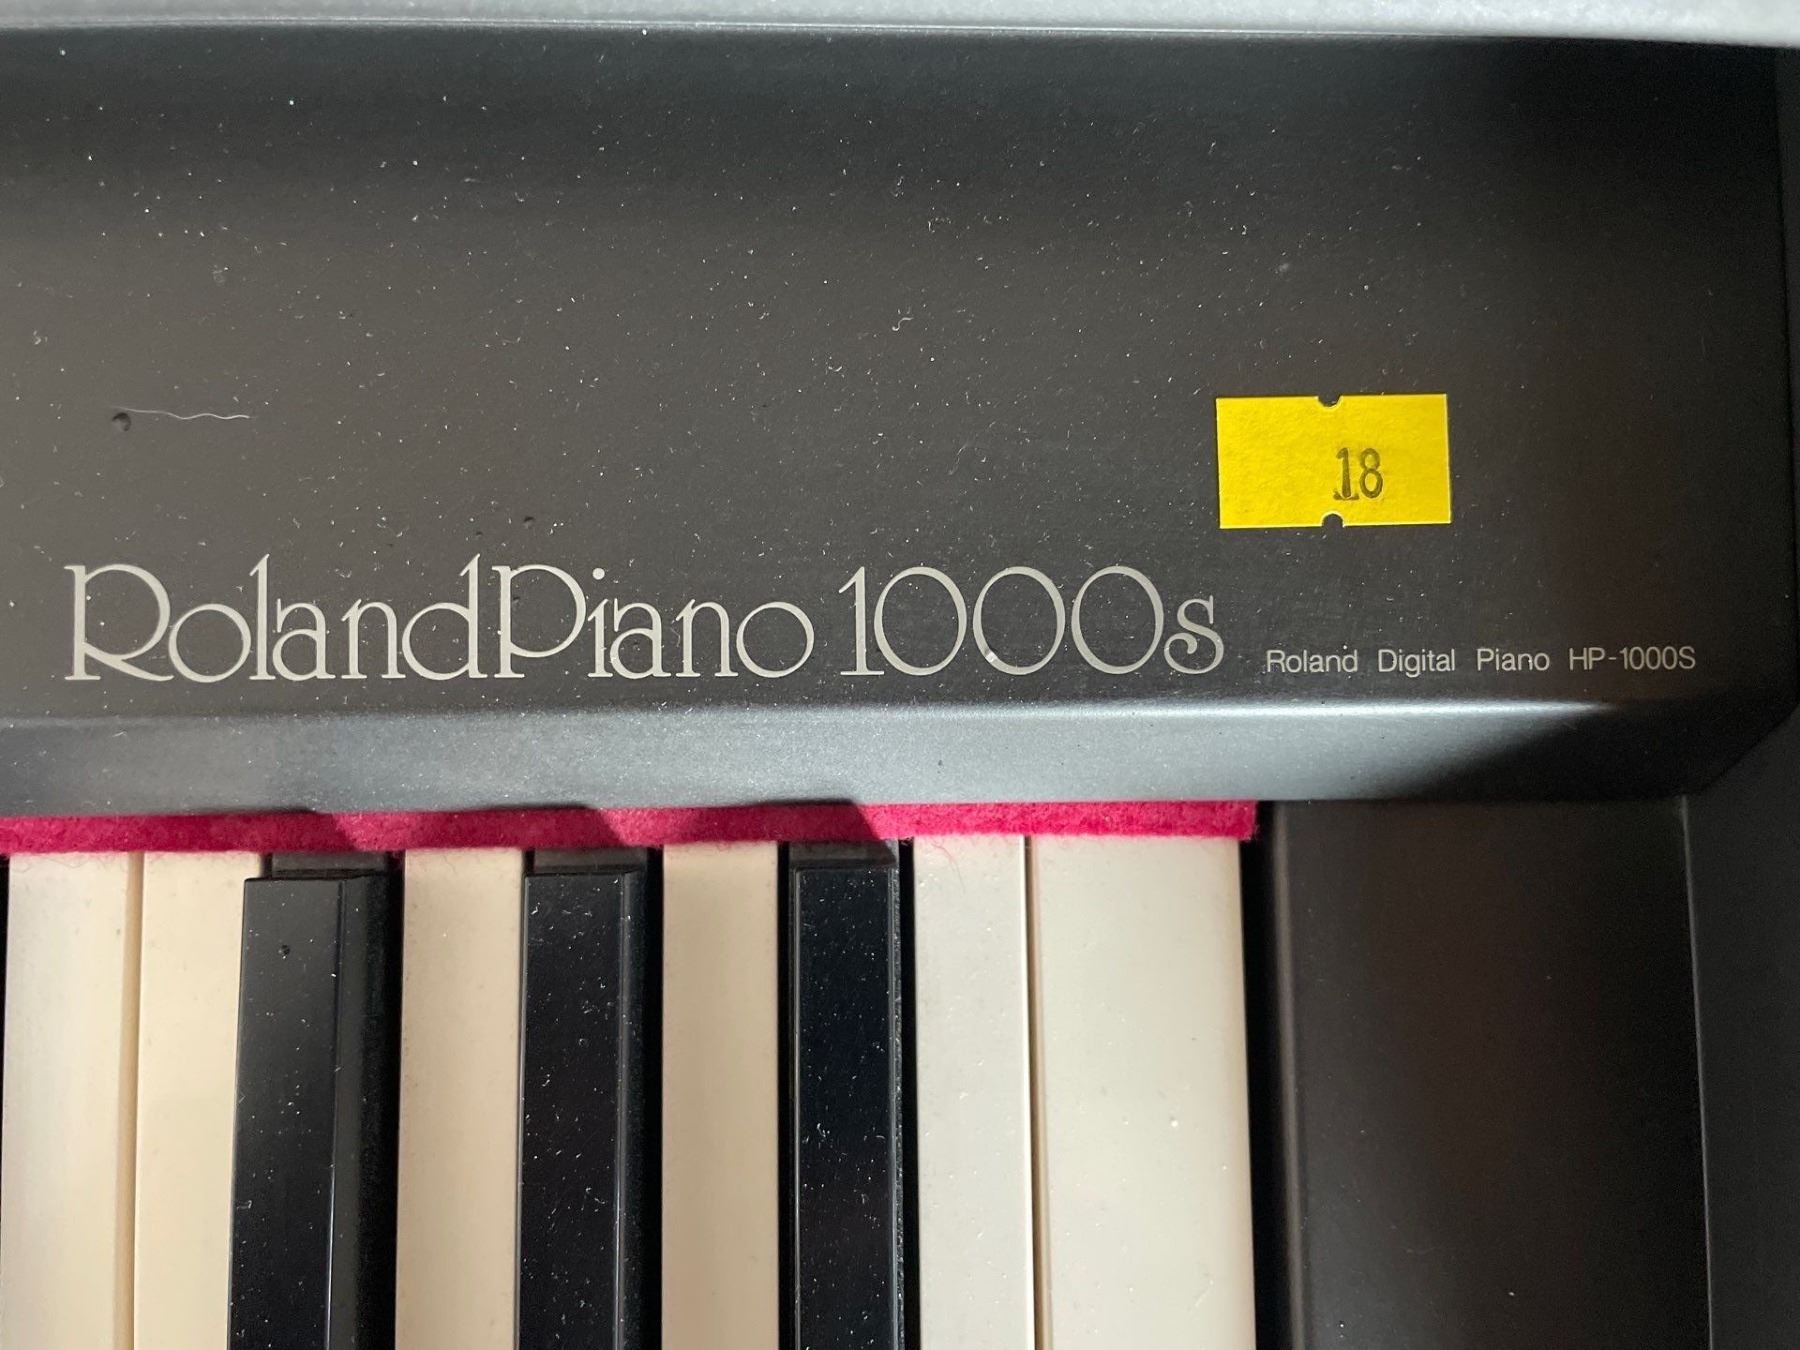 18
RolandPiano 1000s Roland Digital Piano HP-1000S